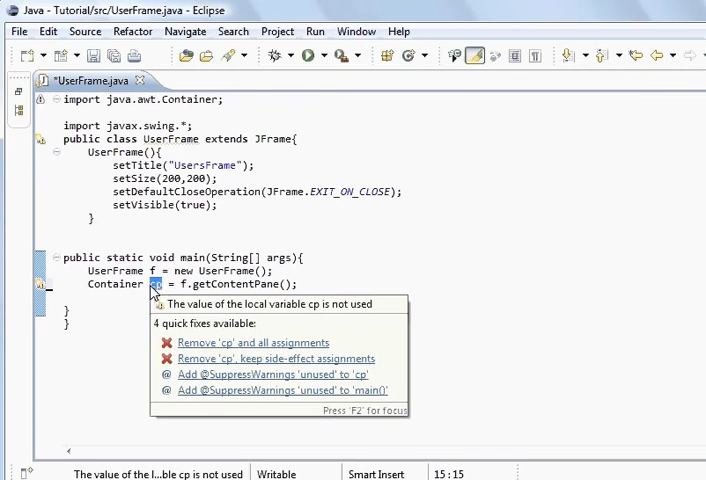 Java - Tutorial/src/UserFrame.java - Eclipse
File Edit Source Refactor Navigate Search Project Run Window Help
*UserFrame.java
import java.awt.Container;
import javax.swing.*;
public class UserFrame extends JFrame{
UserFrame(){
setTitle("UsersFrame");
setSize(200,200);
setDefaultCloseOperation(JFrame.EXIT_ON_CLOSE);
setVisible(true);
}
public static void main(String[] args){
UserFrame f = new UserFrame();
Container cp = f.getContentPane();
}
}
The value of the local variable cp is not used
4 quick fixes available:
Remove 'cp' and all assignments
Remove 'cp', keep side-effect assignments
@ Add @SuppressWarnings 'unused' to 'cp'
@ Add @SuppressWarnings 'unused' to 'main()'
Press 'F2' for focus
The value of the l...ble cp is not used Writable Smart Insert 15:15